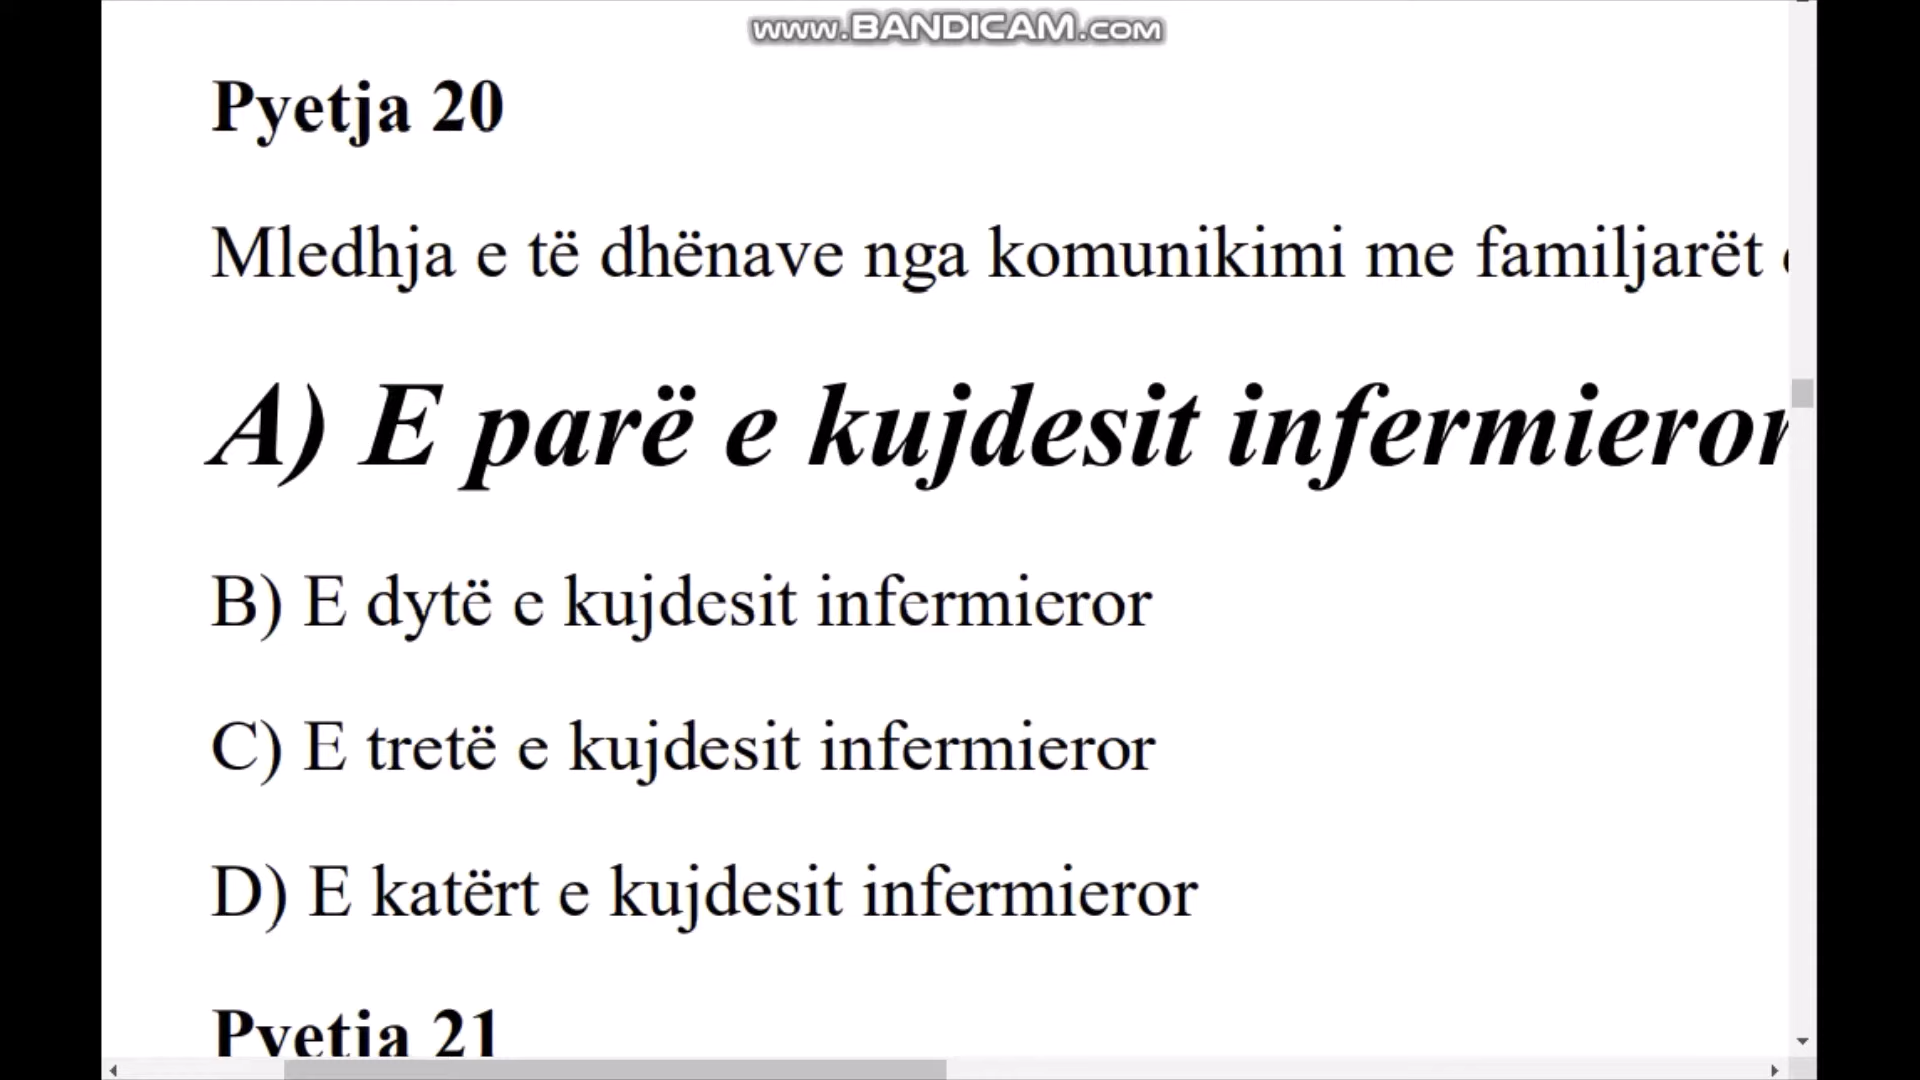 www.BANDICAM.com
Pyetja 20
Mledhja e të dhënave nga komunikimi me familjarët
A) E parë e kujdesit infermieror
B) E dytë e kujdesit infermieror
C) E tretë e kujdesit infermieror
D) E katërt e kujdesit infermieror
Pyetja 21